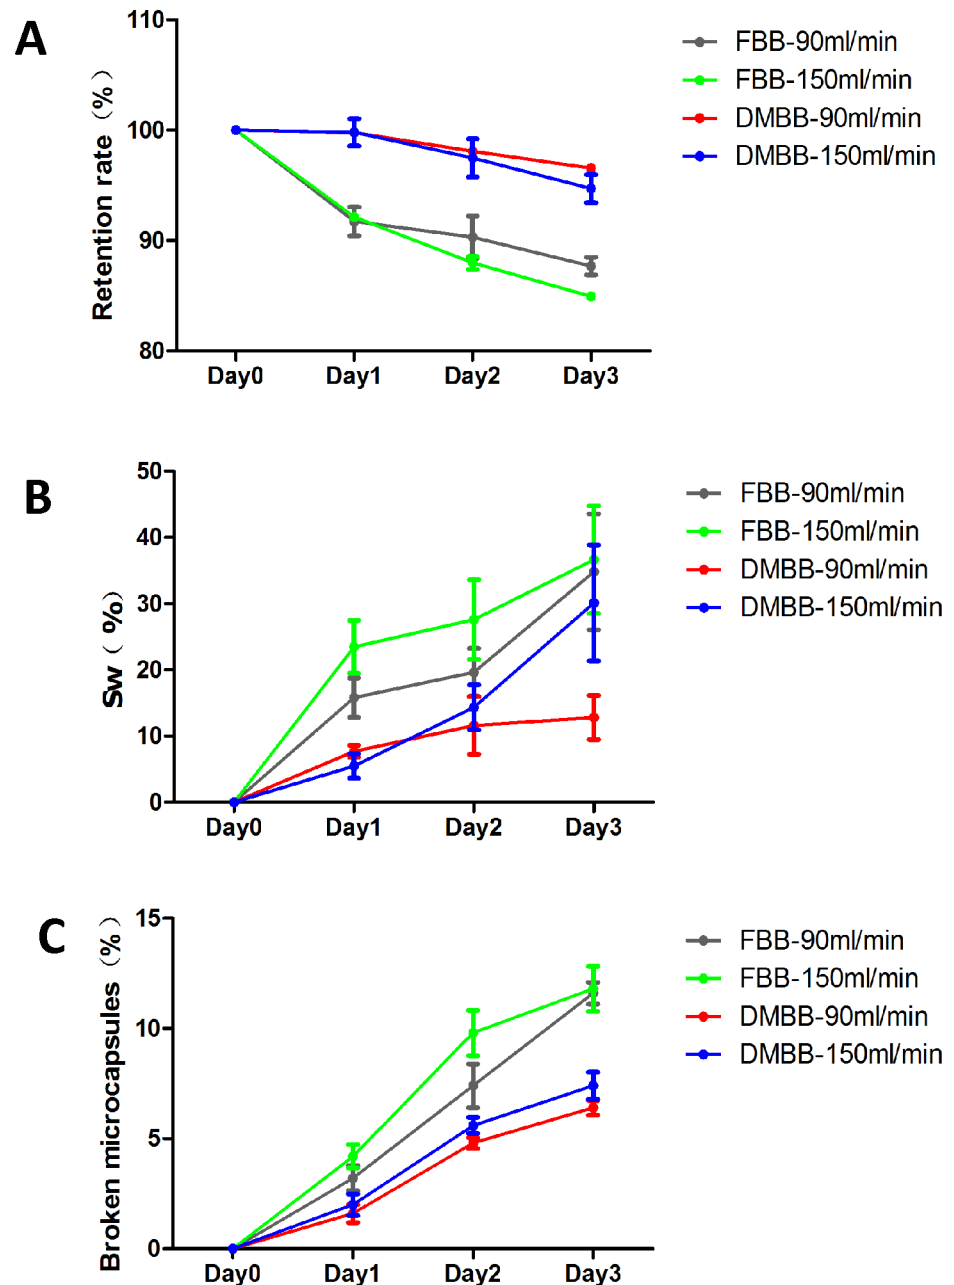 A
Retention rate (%)
110
100
90
80
Day0 Day1 Day2 Day3
FBB-90ml/min
FBB-150ml/min
DMBB-90ml/min
DMBB-150ml/min
B
Sw ( %)
50
40
30
20
10
0
Day0 Day1 Day2 Day3
FBB-90ml/min
FBB-150ml/min
DMBB-90ml/min
DMBB-150ml/min
C
Broken microcapsules (%)
15
10
5
0
Day0 Day1 Day2 Day3
FBB-90ml/min
FBB-150ml/min
DMBB-90ml/min
DMBB-150ml/min